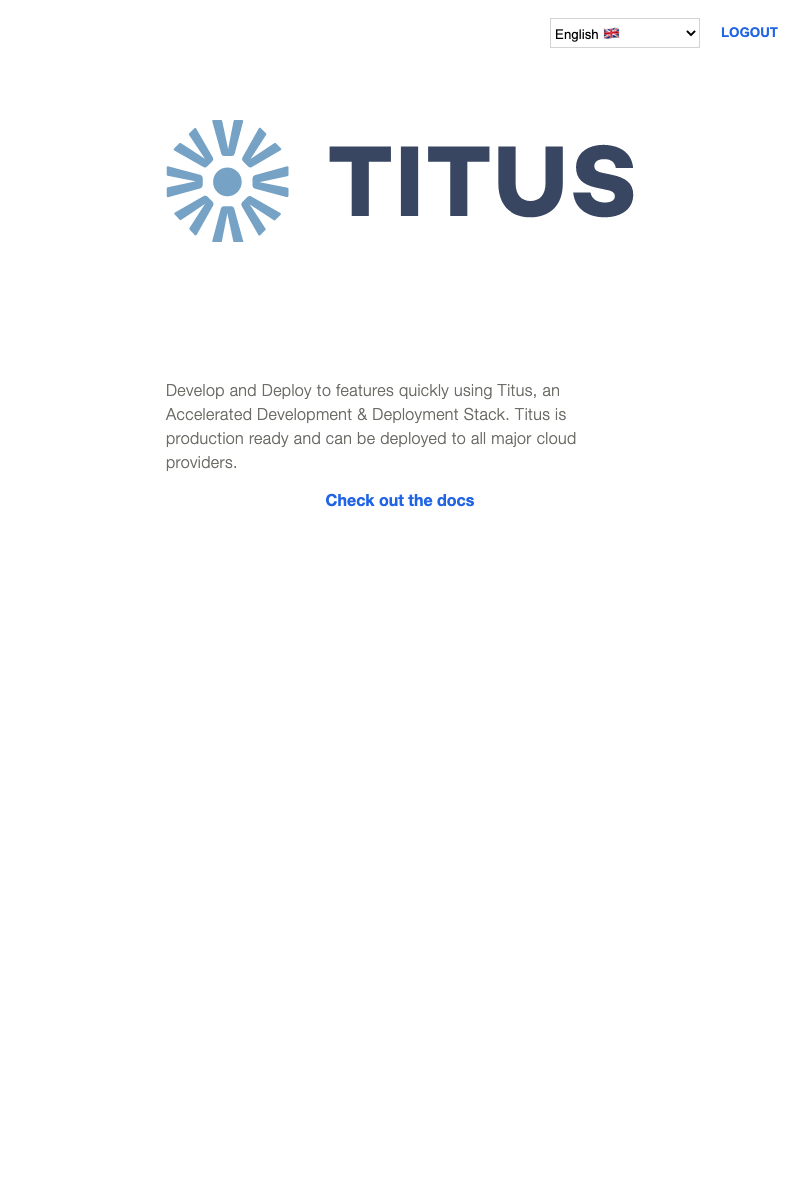 English 🇬🇧
LOGOUT
TITUS
Develop and Deploy to features quickly using Titus, an
Accelerated Development & Deployment Stack. Titus is
production ready and can be deployed to all major cloud
providers.
Check out the docs